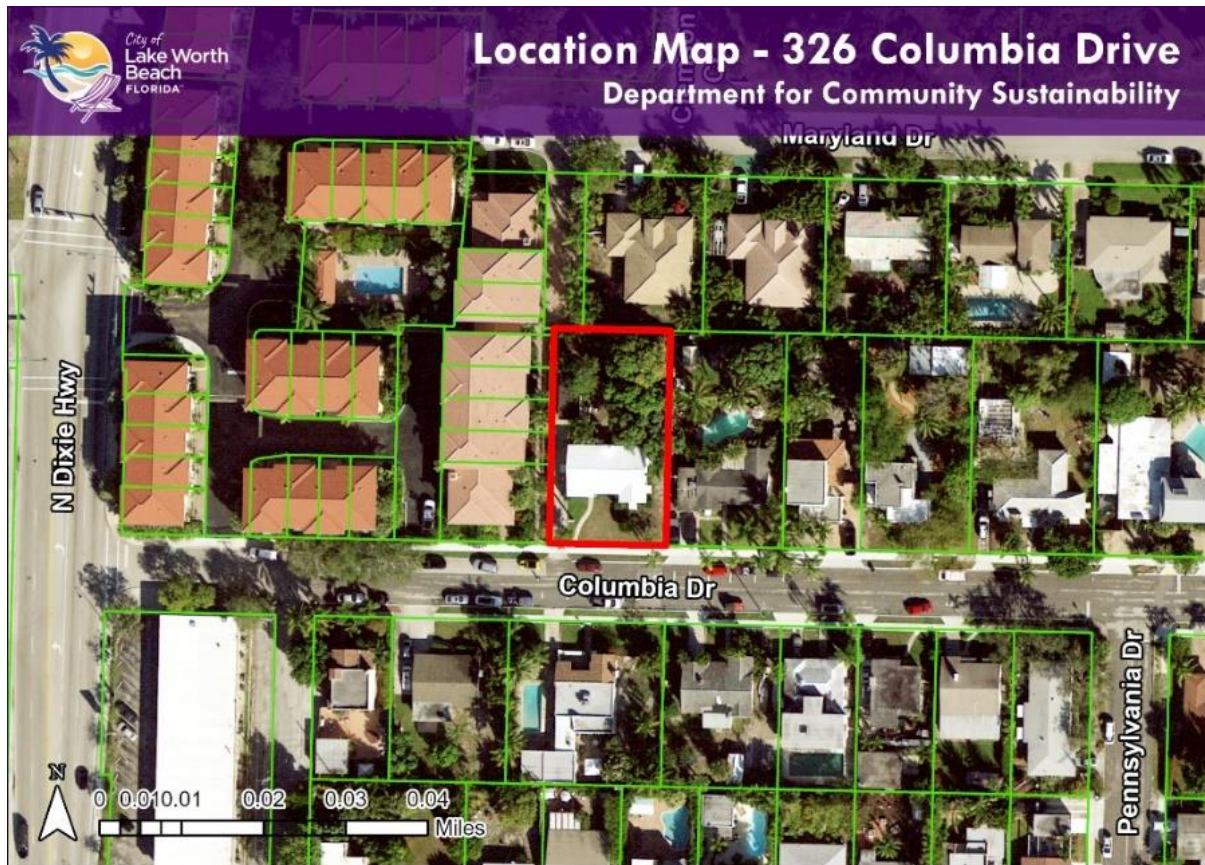 City of
Lake Worth
Beach
FLORIDA
Location Map - 326 Columbia Drive
Department for Community Sustainability
Maryland Dr
N Dixie Hwy
Columbia Dr
Pennsylvania Dr
N
0 0.010.01 0.02 0.03 0.04
Miles